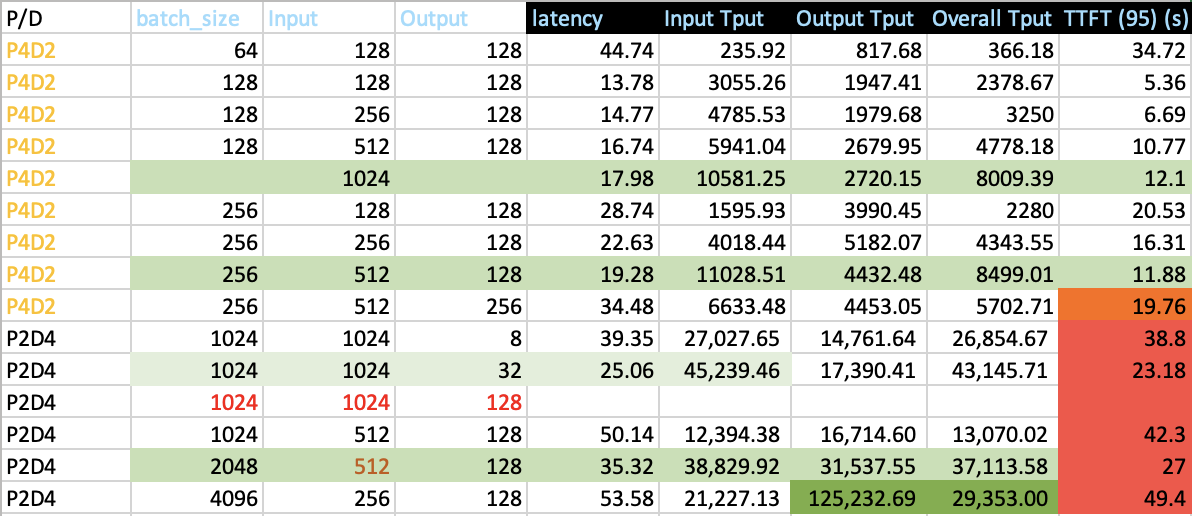 P/D batch_size Input Output latency Input Tput Output Tput Overall Tput TTFT (95) (s)
P4D2 64 128 128 44.74 235.92 817.68 366.18 34.72
P4D2 128 128 128 13.78 3055.26 1947.41 2378.67 5.36
P4D2 128 256 128 14.77 4785.53 1979.68 3250 6.69
P4D2 128 512 128 16.74 5941.04 2679.95 4778.18 10.77
P4D2 1024 17.98 10581.25 2720.15 8009.39 12.1
P4D2 256 128 128 28.74 1595.93 3990.45 2280 20.53
P4D2 256 256 128 22.63 4018.44 5182.07 4343.55 16.31
P4D2 256 512 128 19.28 11028.51 4432.48 8499.01 11.88
P4D2 256 512 256 34.48 6633.48 4453.05 5702.71 19.76
P2D4 1024 1024 8 39.35 27,027.65 14,761.64 26,854.67 38.8
P2D4 1024 1024 32 25.06 45,239.46 17,390.41 43,145.71 23.18
P2D4 1024 1024 128
P2D4 1024 512 128 50.14 12,394.38 16,714.60 13,070.02 42.3
P2D4 2048 512 128 35.32 38,829.92 31,537.55 37,113.58 27
P2D4 4096 256 128 53.58 21,227.13 125,232.69 29,353.00 49.4